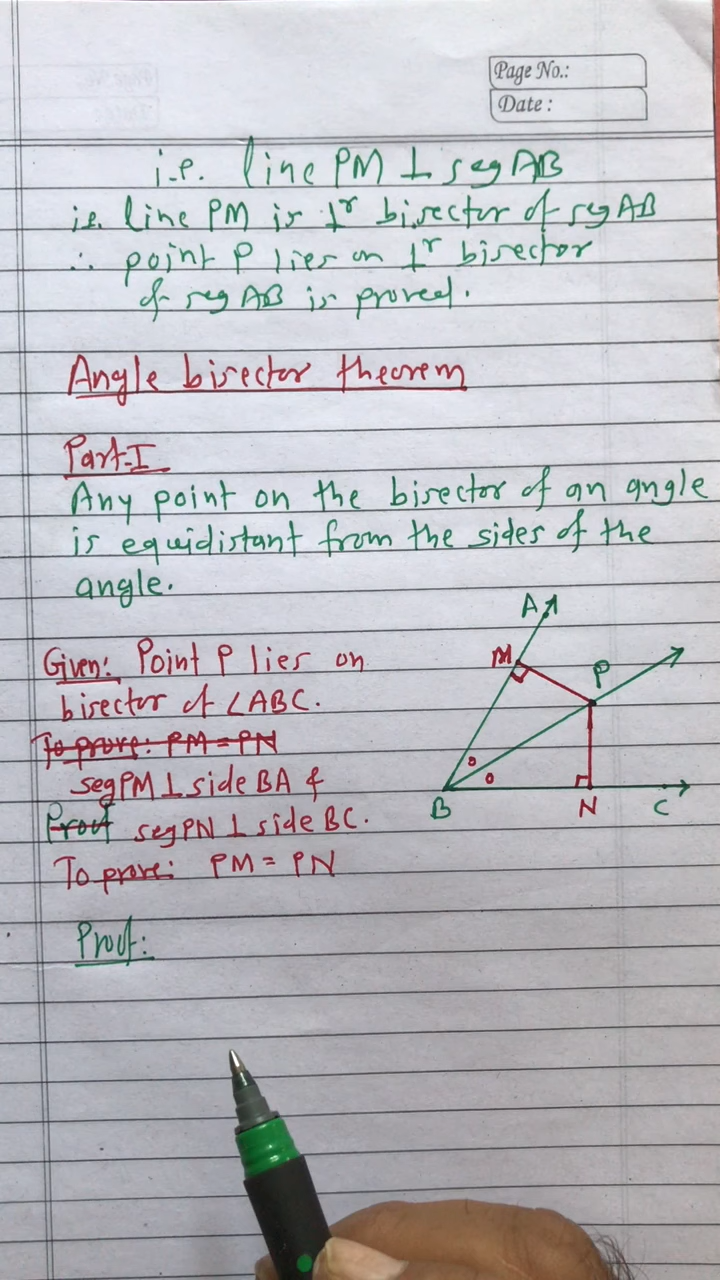 Page No.:
Date :
i.e. line PM ⊥ seg AB
i.e. line PM is ⊥r bisector of seg AB
∴ point P lies on ⊥r bisector
of seg AB is proved.
Angle bisector theorem
Part-I
Any point on the bisector of an angle
is equidistant from the sides of the
angle.
Given: Point P lies on
bisector of ∠ABC.
To prove: PM = PN
seg PM ⊥ side BA &
Proof seg PN ⊥ side BC.
To prove: PM = PN
A
M
P
B
N
C
Proof: